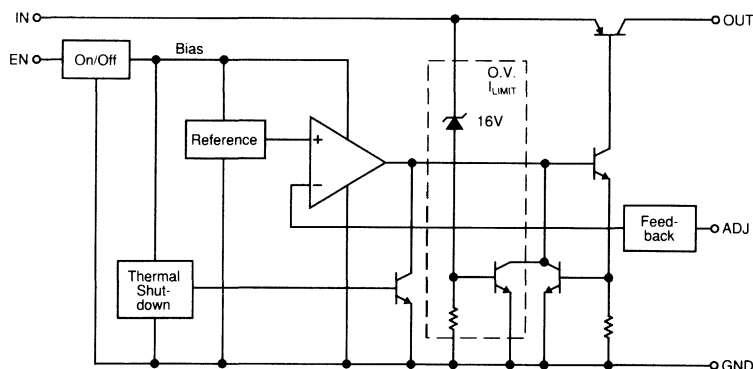 IN
OUT
EN
On/Off
Bias
O.V.
ILIMIT
16V
Reference
+
−
Feed-
back
ADJ
Thermal
Shut-
down
GND